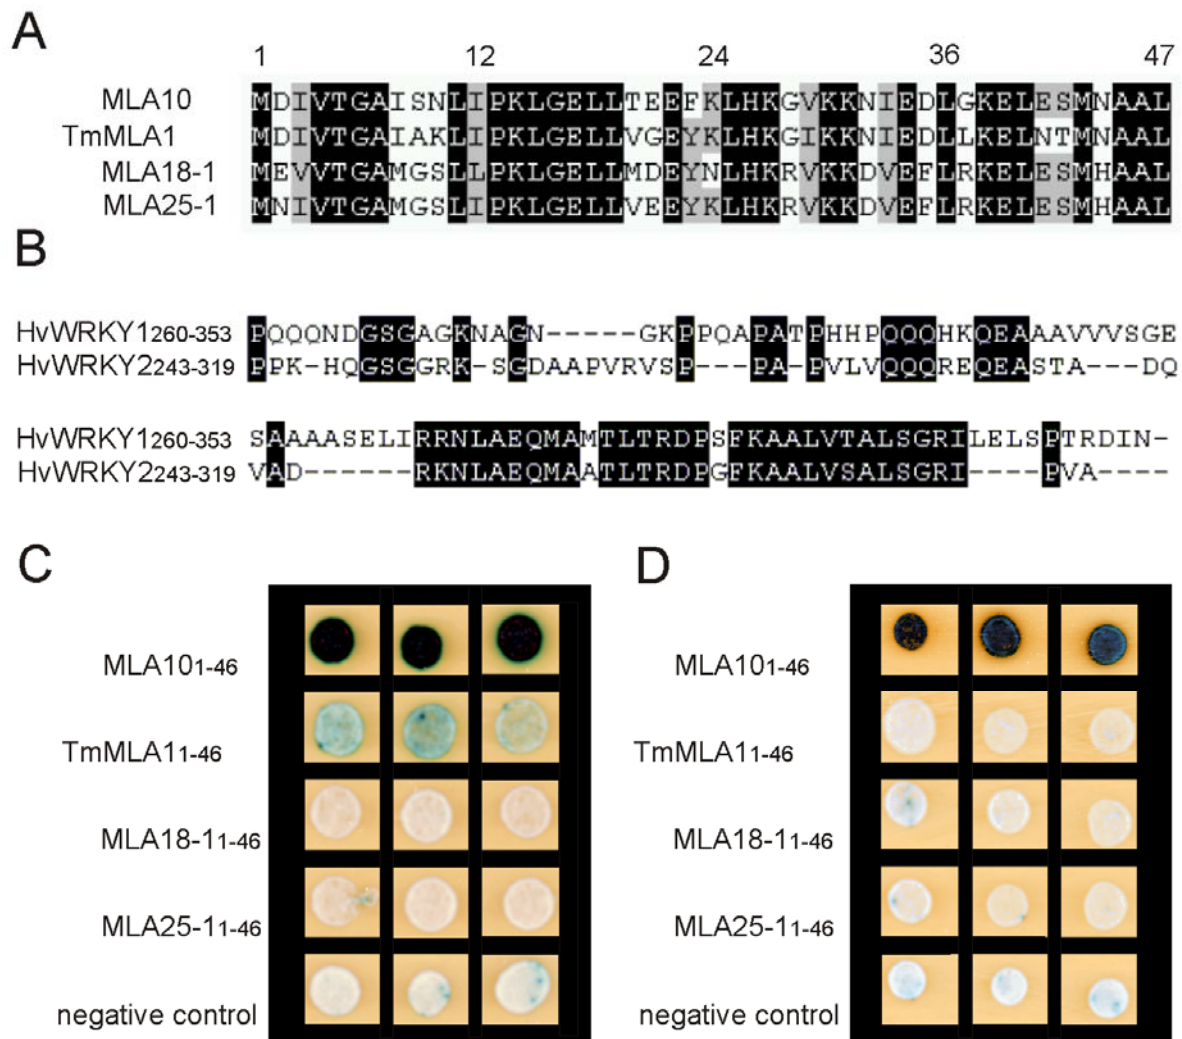 A
1 12 24 36 47
MLA10 MDIVTGAISNLIPKLGELLTEEFKLHKGVKKNIEDLGKELESMNAAL
TmMLA1 MDIVTGAIAKLIPKLGELLVGEYKLHKGIKKNIEDLLKELNTMNAAL
MLA18-1 MEVVTGAMGSLLPKLGELLMDEYNLHKRVKKDVEFLRKELESMHAAL
MLA25-1 MNIVTGAMGSLIPKLGELLVEEYKLHKRVKKDVEFLRKELESMHAAL
B
HvWRKY1260-353 PQQQNDGSGAGKNAGN-----GKPPQAPATPHHPQQQHKQEAAAVVVSGE
HvWRKY2243-319 PPK-HQGSGGRK-SGDAAPVRVSP---PA-PVLVQQQREQEASTA---DQ
HvWRKY1260-353 SAAAASELIRRNLAEQMAMTLTRDPSFKAALVTALSGRILELSPTRDIN-
HvWRKY2243-319 VAD------RKNLAEQMAATLTRDPGFKAALVSALSGRI----PVA----
C
MLA101-46
TmMLA11-46
MLA18-11-46
MLA25-11-46
negative control
D
MLA101-46
TmMLA11-46
MLA18-11-46
MLA25-11-46
negative control